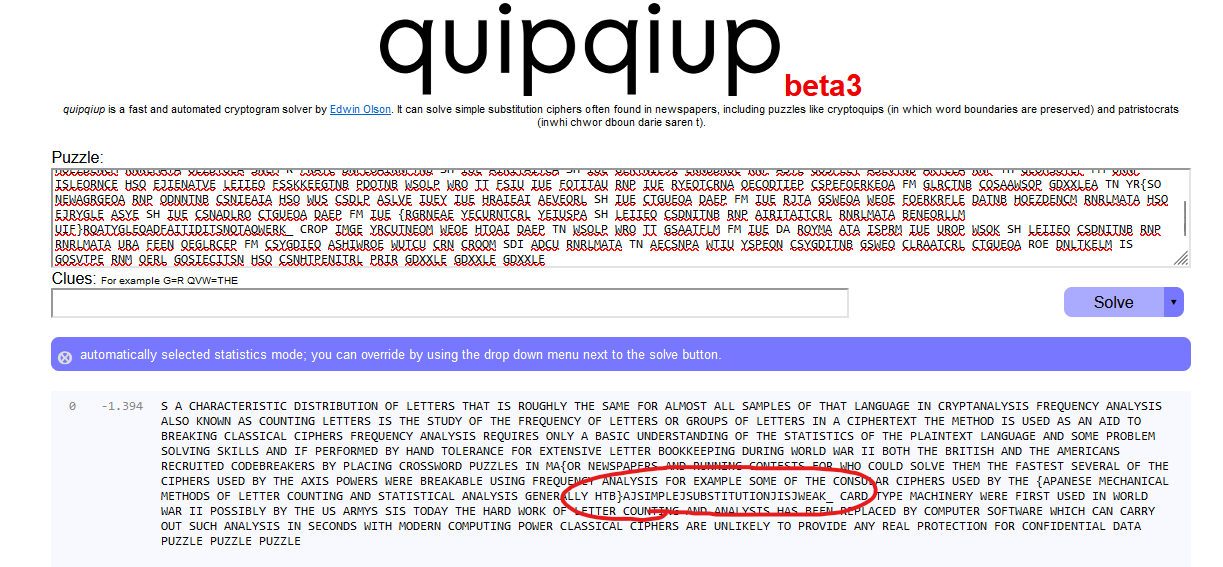 quipqiup beta3
quipqiup is a fast and automated cryptogram solver by Edwin Olson. It can solve simple substitution ciphers often found in newspapers, including puzzles like cryptoquips (in which word boundaries are preserved) and patristocrats
(inwhi chwor dboun darie saren t).
Puzzle:
ISLEORNCE HSQ EJIENATVE LEIIEO FSSKKEEGTNB PDOTNB WSOLP WRO TT FSIU IUE FOTITAU RNP IUE RYEOTCRNA OECODTIEP CSPEFOERKEOA FM GLRCTNB COSAAWSOP GDXXLEA TN YR{SO
NEWAGRGEOA RNP ODNNTNB CSNIEAIA HSO WUS CSDLP ASLVE IUEY IUE HRAIEAI AEVEORL SH IUE CTGUEOA DAEP FM IUE RJTA GSWEOA WEOE FOERKRFLE DATNB HOEZDENCM RNRLMATA HSO
EJRYGLE ASYE SH IUE CSNADLRO CTGUEOA DAEP FM IUE {RGRNEAE YECURNTCRL YEIUSPA SH LEIIEO CSDNITNB RNP AIRITAITCRL RNRLMATA BENEORLLM
UIF}RQATYGLEQADFAITIDITSNQTAQWERK_ CROP IMGE YRCUTNEOM WEOE HTOAI DAEP TN WSOLP WRO TT GSAATFLM FM IUE DA ROYMA ATA ISPRM IUE UROP WSOK SH LEIIEO CSDNITNB RNP
RNRLMATA URA FEEN OEGLRCEP FM CSYGDIEO ASHIWROE WUTCU CRN CROOM SDI ADCU RNRLMATA TN AECSNPA WTIU YSPEON CSYGDITNB GSWEO CLRAATCRL CTGUEOA ROE DNLTKELM IS
GOSVTPE RNM OERL GOSIECITSN HSO CSNHTPENITRL PRIR GDXXLE GDXXLE GDXXLE
Clues: For example G=R QVW=THE
Solve
automatically selected statistics mode; you can override by using the drop down menu next to the solve button.
0 -1.394 S A CHARACTERISTIC DISTRIBUTION OF LETTERS THAT IS ROUGHLY THE SAME FOR ALMOST ALL SAMPLES OF THAT LANGUAGE IN CRYPTANALYSIS FREQUENCY ANALYSIS
ALSO KNOWN AS COUNTING LETTERS IS THE STUDY OF THE FREQUENCY OF LETTERS OR GROUPS OF LETTERS IN A CIPHERTEXT THE METHOD IS USED AS AN AID TO
BREAKING CLASSICAL CIPHERS FREQUENCY ANALYSIS REQUIRES ONLY A BASIC UNDERSTANDING OF THE STATISTICS OF THE PLAINTEXT LANGUAGE AND SOME PROBLEM
SOLVING SKILLS AND IF PERFORMED BY HAND TOLERANCE FOR EXTENSIVE LETTER BOOKKEEPING DURING WORLD WAR II BOTH THE BRITISH AND THE AMERICANS
RECRUITED CODEBREAKERS BY PLACING CROSSWORD PUZZLES IN MA{OR NEWSPAPERS AND RUNNING CONTESTS FOR WHO COULD SOLVE THEM THE FASTEST SEVERAL OF THE
CIPHERS USED BY THE AXIS POWERS WERE BREAKABLE USING FREQUENCY ANALYSIS FOR EXAMPLE SOME OF THE CONSULAR CIPHERS USED BY THE {APANESE MECHANICAL
METHODS OF LETTER COUNTING AND STATISTICAL ANALYSIS GENERALLY HTB}AJSIMPLEJSUBSTITUTIONJISJWEAK_ CARD TYPE MACHINERY WERE FIRST USED IN WORLD
WAR II POSSIBLY BY THE US ARMYS SIS TODAY THE HARD WORK OF LETTER COUNTING AND ANALYSIS HAS BEEN REPLACED BY COMPUTER SOFTWARE WHICH CAN CARRY
OUT SUCH ANALYSIS IN SECONDS WITH MODERN COMPUTING POWER CLASSICAL CIPHERS ARE UNLIKELY TO PROVIDE ANY REAL PROTECTION FOR CONFIDENTIAL DATA
PUZZLE PUZZLE PUZZLE